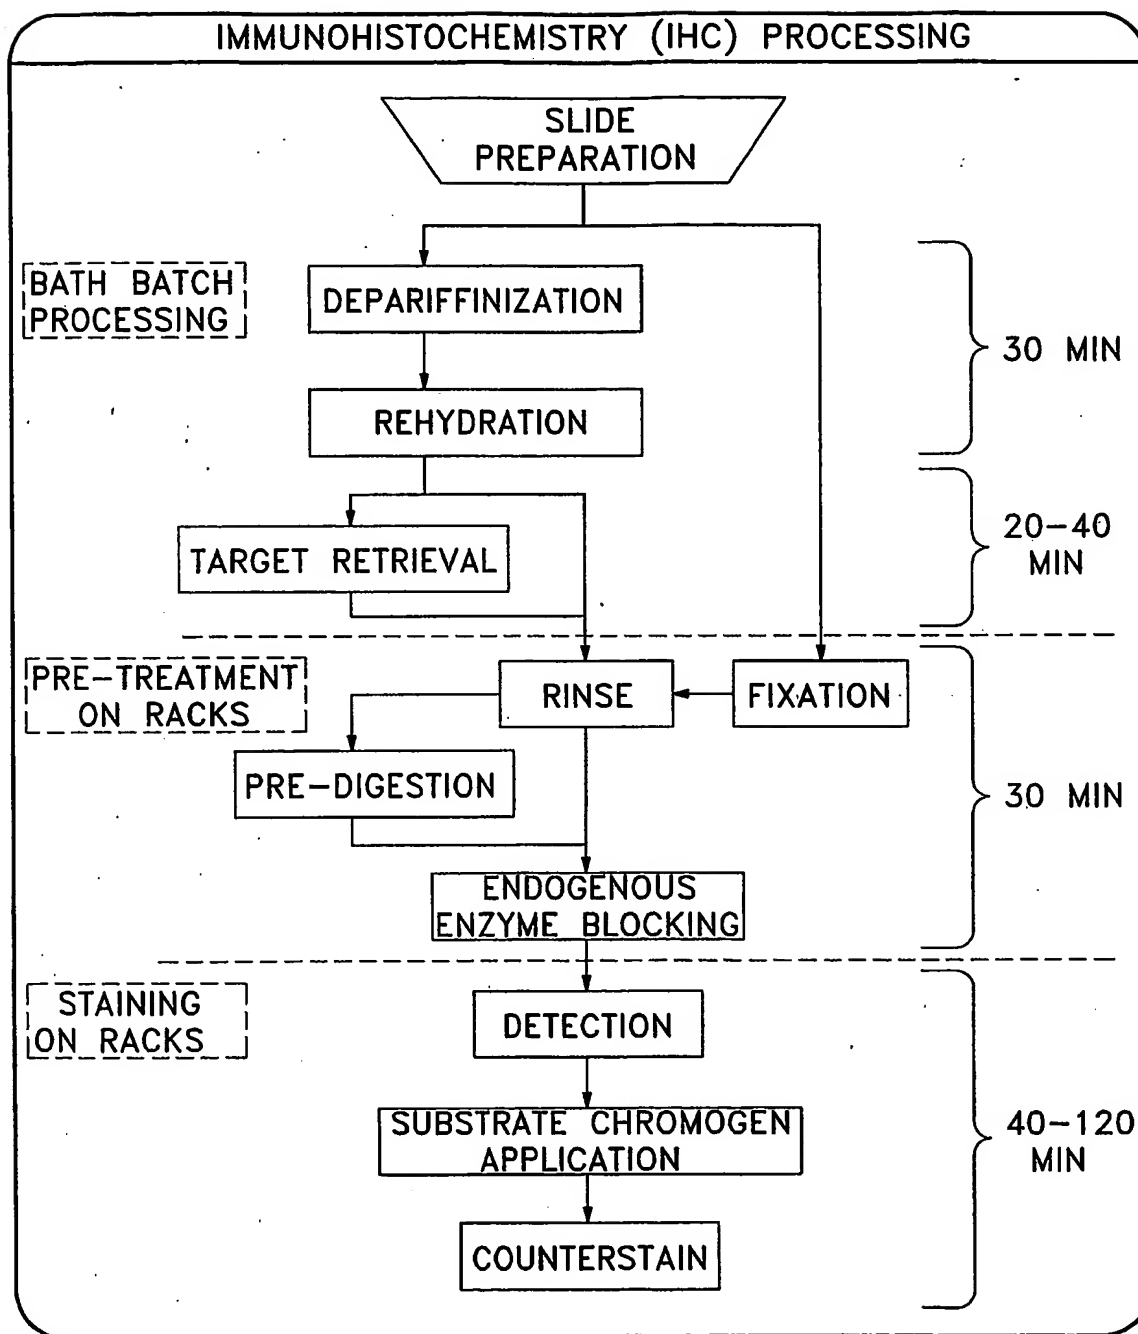 IMMUNOHISTOCHEMISTRY (IHC) PROCESSING
SLIDE
PREPARATION
BATH BATCH
PROCESSING
DEPARIFFINIZATION
30 MIN
REHYDRATION
TARGET RETRIEVAL
20-40
MIN
PRE-TREATMENT
ON RACKS
RINSE
FIXATION
PRE-DIGESTION
30 MIN
ENDOGENOUS
ENZYME BLOCKING
STAINING
ON RACKS
DETECTION
SUBSTRATE CHROMOGEN
APPLICATION
40-120
MIN
COUNTERSTAIN